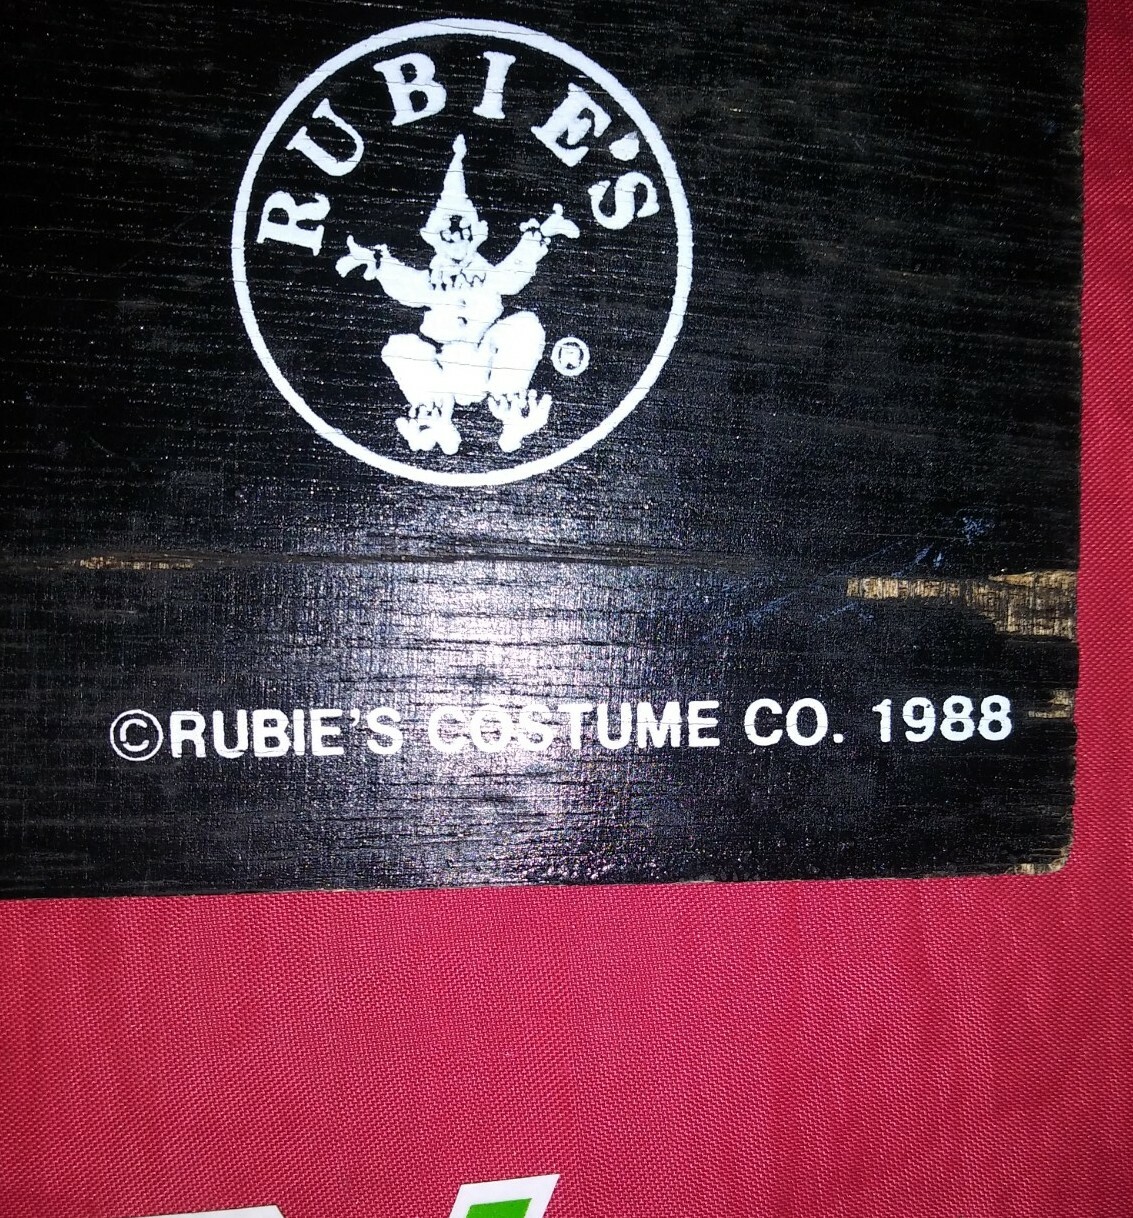 RUBIE'S
®
©RUBIE'S COSTUME CO. 1988